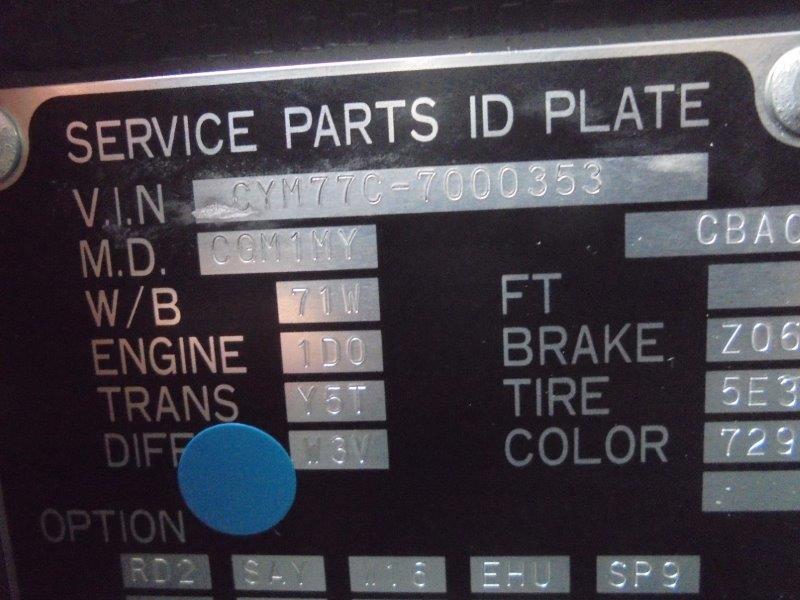 SERVICE PARTS ID PLATE
V.I.N CYM77C-7000353
M.D. CGM1MY CBAC
W/B 71W FT
ENGINE 1D0 BRAKE Z06
TRANS Y5T TIRE 5E3
DIFF W3V COLOR 729
OPTION
RD2 SAY W16 EHU SP9